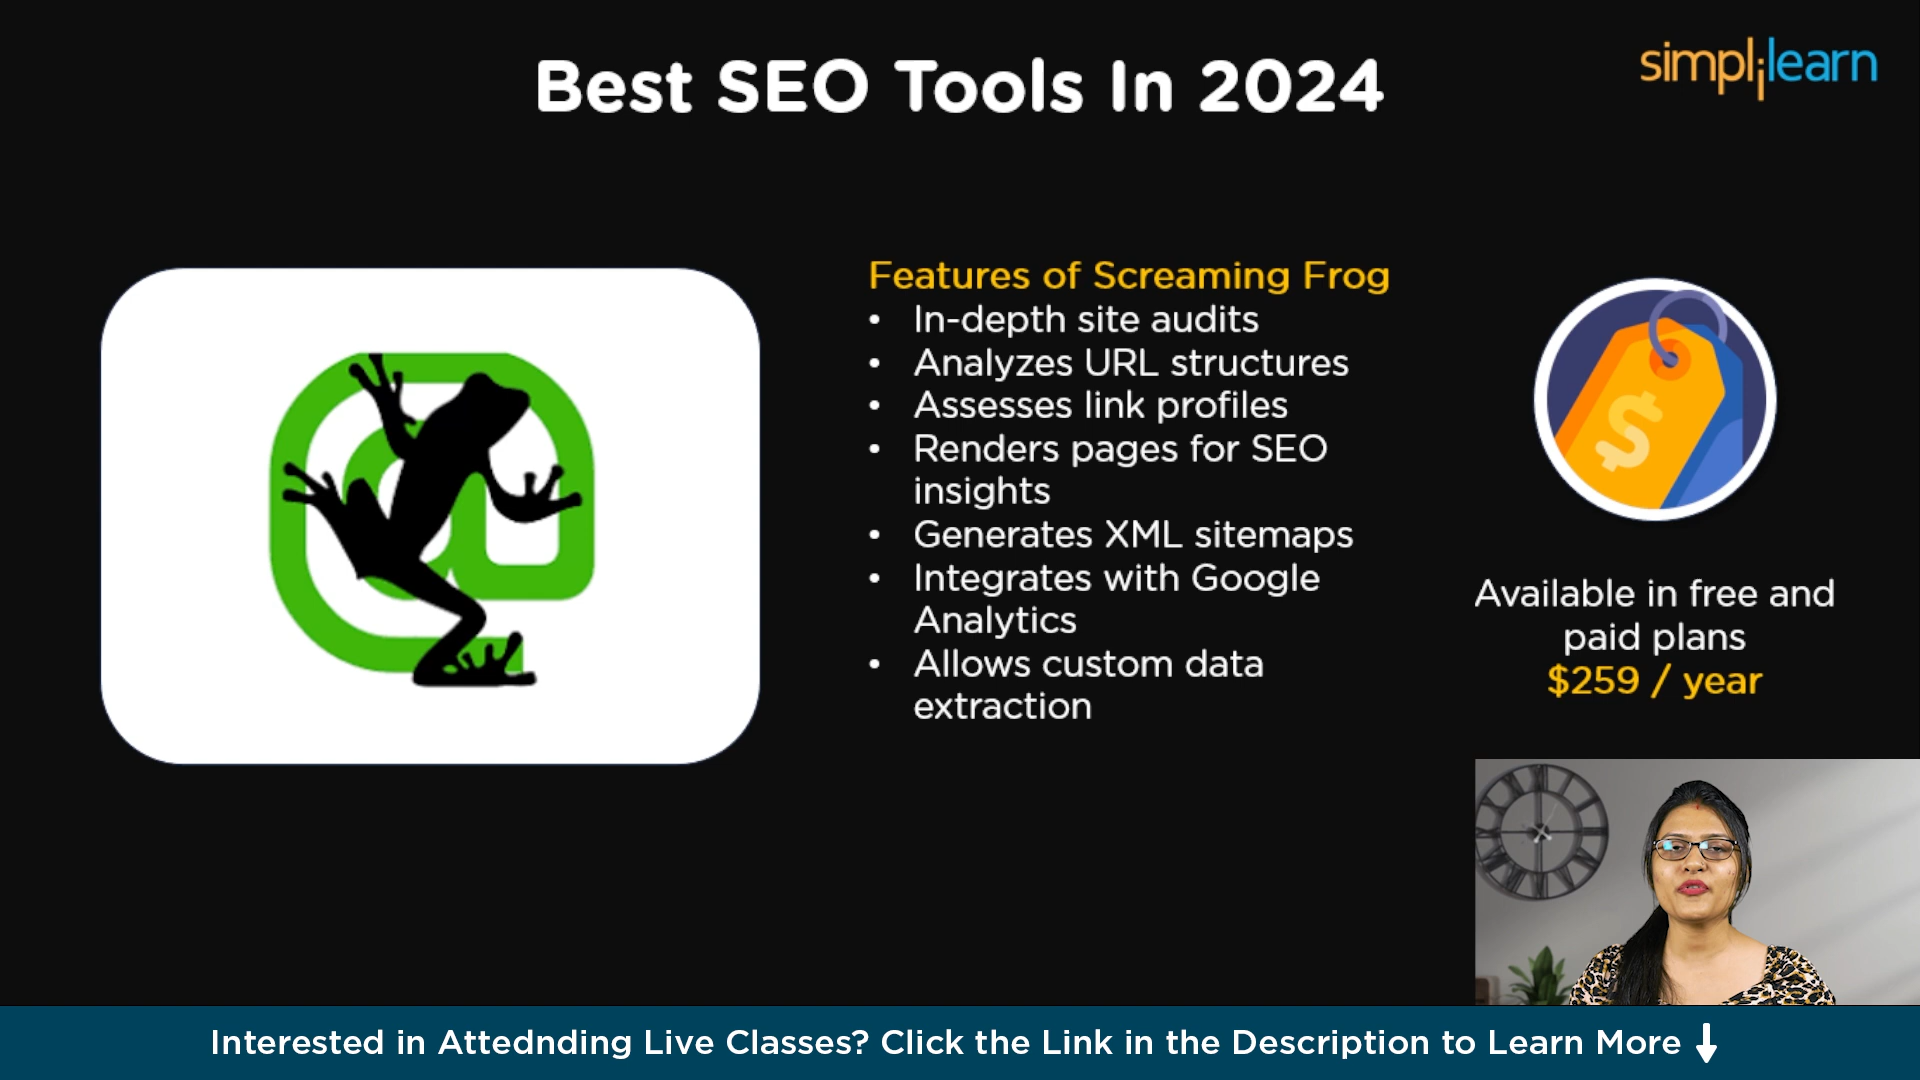 Best SEO Tools In 2024
simplilearn
Features of Screaming Frog
• In-depth site audits
• Analyzes URL structures
• Assesses link profiles
• Renders pages for SEO
insights
• Generates XML sitemaps
• Integrates with Google
Analytics
• Allows custom data
extraction
$
Available in free and
paid plans
$259 / year
Interested in Attednding Live Classes? Click the Link in the Description to Learn More